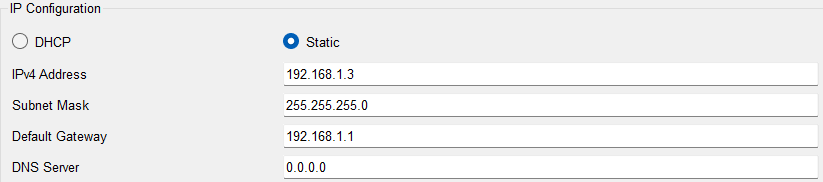 IP Configuration
DHCP Static
IPv4 Address 192.168.1.3
Subnet Mask 255.255.255.0
Default Gateway 192.168.1.1
DNS Server 0.0.0.0